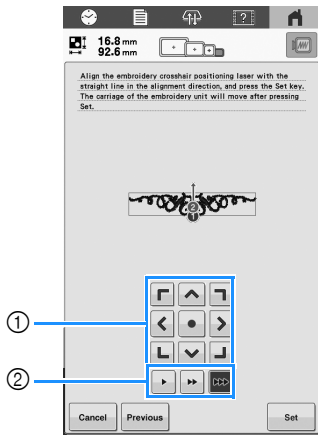 ?
16.8 mm
92.6 mm
Align the embroidery crosshair positioning laser with the
straight line in the alignment direction, and press the Set key.
The carriage of the embroidery unit will move after pressing
Set.
2
1
①
②
Cancel Previous Set